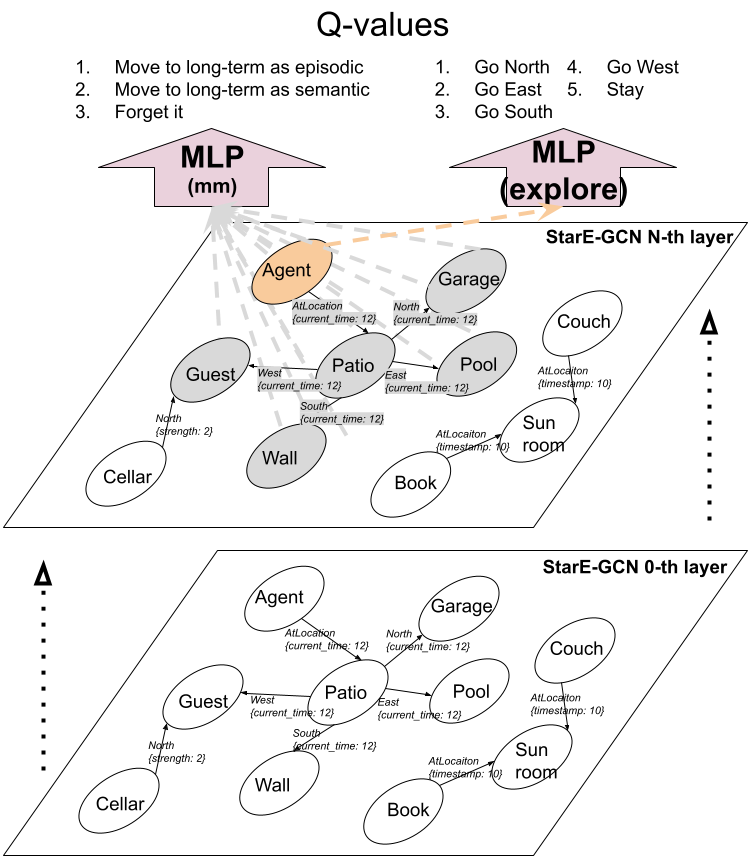 Q-values
1. Move to long-term as episodic
2. Move to long-term as semantic
3. Forget it
1. Go North 4. Go West
2. Go East 5. Stay
3. Go South
MLP
(mm)
MLP
(explore)
StarE-GCN N-th layer
Agent
Garage
AtLocation
{current_time: 12}
North
{current_time: 12}
Couch
Guest
Patio
Pool
West
{current_time: 12}
East
{current_time: 12}
AtLocaiton
{timestamp: 10}
South
{current_time: 12}
North
{strength: 2}
AtLocaiton
{timestamp: 10}
Sun
room
Wall
Cellar
Book
StarE-GCN 0-th layer
Agent
Garage
AtLocation
{current_time: 12}
North
{current_time: 12}
Couch
Guest
Patio
Pool
West
{current_time: 12}
East
{current_time: 12}
AtLocaiton
{timestamp: 10}
South
{current_time: 12}
North
{strength: 2}
AtLocaiton
{timestamp: 10}
Sun
room
Wall
Cellar
Book